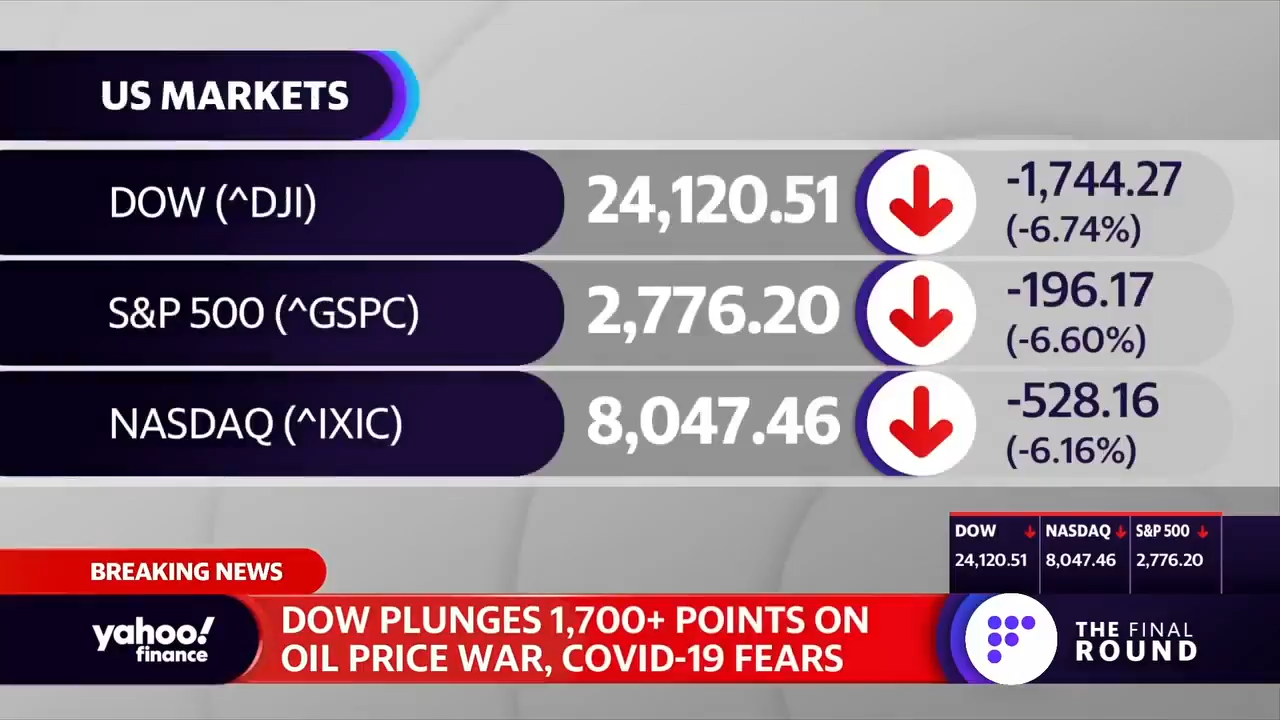 US MARKETS
DOW (^DJI) 24,120.51 -1,744.27
(-6.74%)
S&P 500 (^GSPC) 2,776.20 -196.17
(-6.60%)
NASDAQ (^IXIC) 8,047.46 -528.16
(-6.16%)
DOW NASDAQ S&P 500
24,120.51 8,047.46 2,776.20
BREAKING NEWS
yahoo!
finance
DOW PLUNGES 1,700+ POINTS ON
OIL PRICE WAR, COVID-19 FEARS
THE FINAL
ROUND